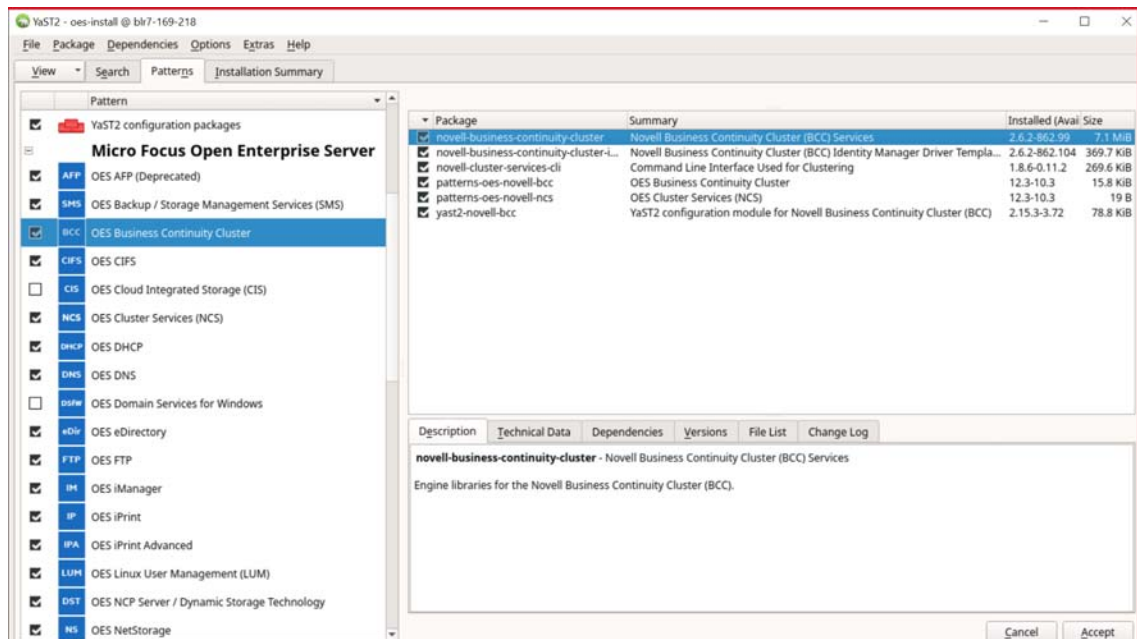 YaST2 - oes-install @ blr7-169-218
File Package Dependencies Options Extras Help
View Search Patterns Installation Summary
Pattern
YaST2 configuration packages
Micro Focus Open Enterprise Server
AFP OES AFP (Deprecated)
SMS OES Backup / Storage Management Services (SMS)
BCC OES Business Continuity Cluster
CIFS OES CIFS
CIS OES Cloud Integrated Storage (CIS)
NCS OES Cluster Services (NCS)
DHCP OES DHCP
DNS OES DNS
DSfW OES Domain Services for Windows
eDir OES eDirectory
FTP OES FTP
IM OES iManager
IP OES iPrint
IPA OES iPrint Advanced
LUM OES Linux User Management (LUM)
DST OES NCP Server / Dynamic Storage Technology
NS OES NetStorage
Package Summary Installed (Avai Size
novell-business-continuity-cluster Novell Business Continuity Cluster (BCC) Services 2.6.2-862.99 7.1 MiB
novell-business-continuity-cluster-i... Novell Business Continuity Cluster (BCC) Identity Manager Driver Templa... 2.6.2-862.104 369.7 KiB
novell-cluster-services-cli Command Line Interface Used for Clustering 1.8.6-0.11.2 269.6 KiB
patterns-oes-novell-bcc OES Business Continuity Cluster 12.3-10.3 15.8 KiB
patterns-oes-novell-ncs OES Cluster Services (NCS) 12.3-10.3 19 B
yast2-novell-bcc YaST2 configuration module for Novell Business Continuity Cluster (BCC) 2.15.3-3.72 78.8 KiB
Description Technical Data Dependencies Versions File List Change Log
novell-business-continuity-cluster - Novell Business Continuity Cluster (BCC) Services
Engine libraries for the Novell Business Continuity Cluster (BCC).
Cancel Accept